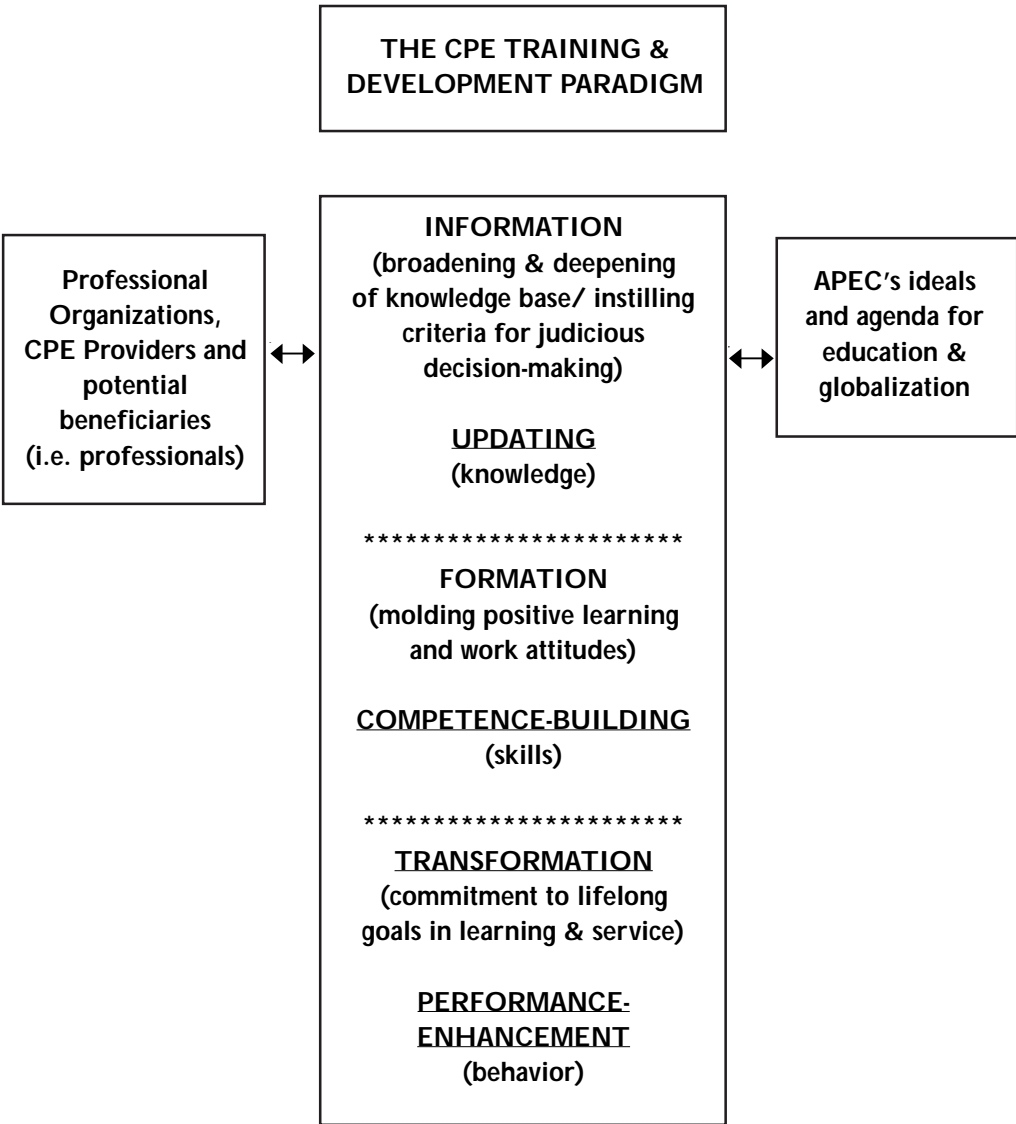 THE CPE TRAINING &
DEVELOPMENT PARADIGM
Professional
Organizations,
CPE Providers and
potential
beneficiaries
(i.e. professionals)
INFORMATION
(broadening & deepening
of knowledge base/ instilling
criteria for judicious
decision-making)
UPDATING
(knowledge)
***********************
FORMATION
(molding positive learning
and work attitudes)
COMPETENCE-BUILDING
(skills)
***********************
TRANSFORMATION
(commitment to lifelong
goals in learning & service)
PERFORMANCE-
ENHANCEMENT
(behavior)
APEC's ideals
and agenda for
education &
globalization